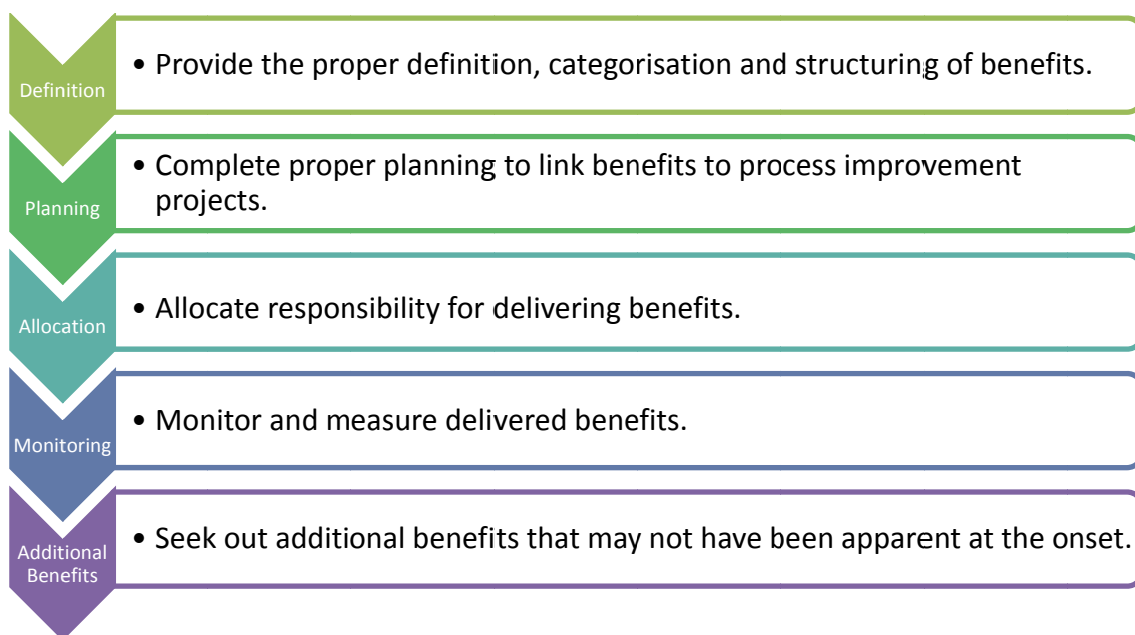 Definition
• Provide the proper definition, categorisation and structuring of benefits.
Planning
• Complete proper planning to link benefits to process improvement
projects.
Allocation
• Allocate responsibility for delivering benefits.
Monitoring
• Monitor and measure delivered benefits.
Additional
Benefits
• Seek out additional benefits that may not have been apparent at the onset.